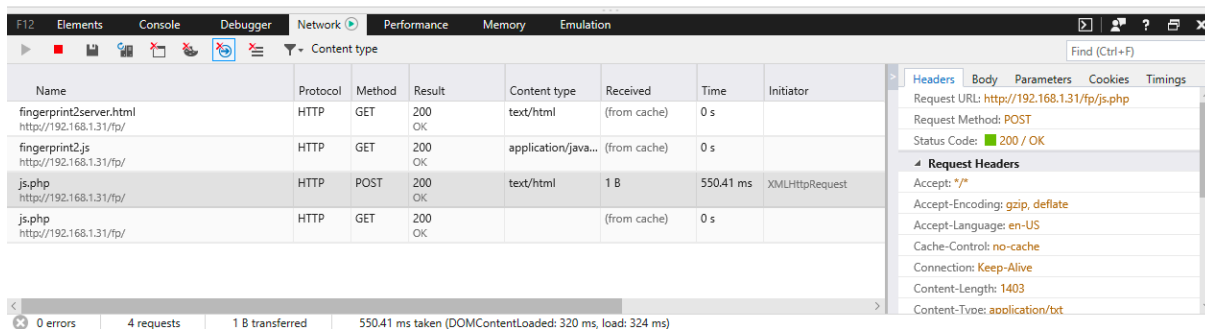 F12 Elements Console Debugger Network Performance Memory Emulation ?
Content type Find (Ctrl+F)
Name Protocol Method Result Content type Received Time Initiator
fingerprint2server.html HTTP GET 200 text/html (from cache) 0 s
http://192.168.1.31/fp/ OK
fingerprint2.js HTTP GET 200 application/java... (from cache) 0 s
http://192.168.1.31/fp/ OK
js.php HTTP POST 200 text/html 1 B 550.41 ms XMLHttpRequest
http://192.168.1.31/fp/ OK
js.php HTTP GET 200 (from cache) 0 s
http://192.168.1.31/fp/ OK
Headers Body Parameters Cookies Timings
Request URL: http://192.168.1.31/fp/js.php
Request Method: POST
Status Code: 200 / OK
Request Headers
Accept: */*
Accept-Encoding: gzip, deflate
Accept-Language: en-US
Cache-Control: no-cache
Connection: Keep-Alive
Content-Length: 1403
Content-Type: application/txt
0 errors 4 requests 1 B transferred 550.41 ms taken (DOMContentLoaded: 320 ms, load: 324 ms)